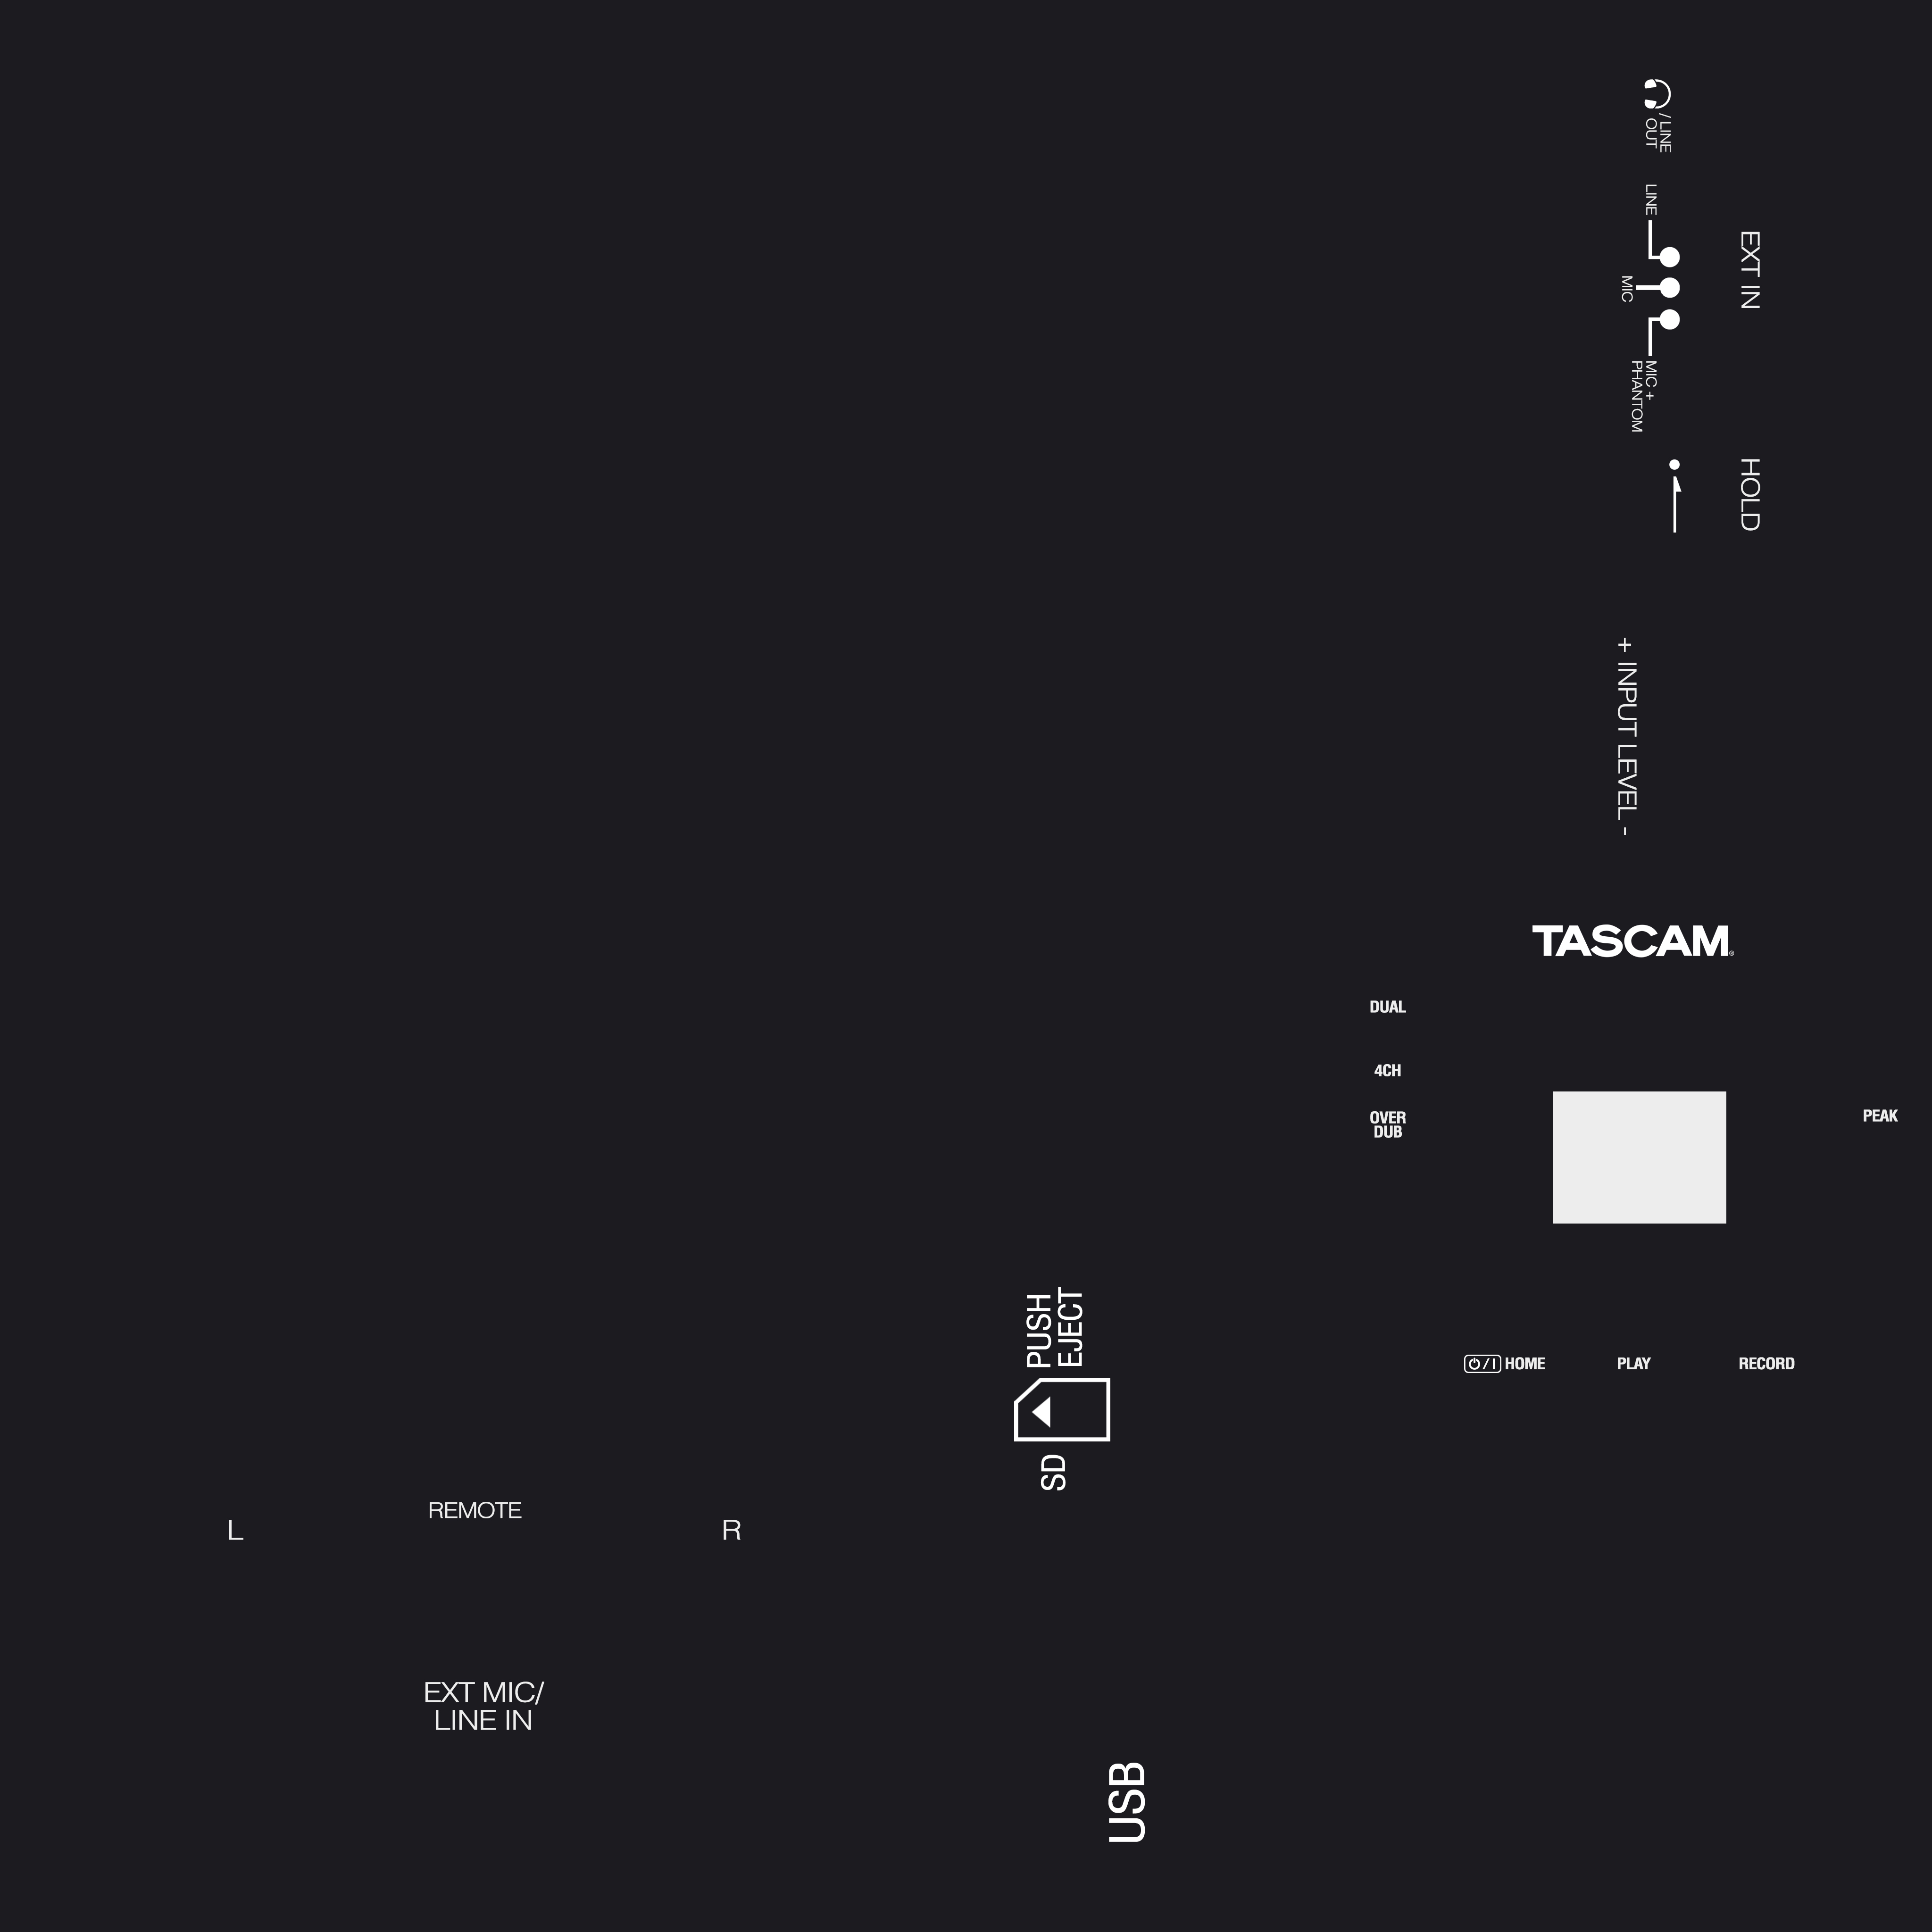 / LINE
OUT
LINE
MIC
MIC +
PHANTOM
EXT IN
HOLD
+ INPUT LEVEL -
TASCAM®
DUAL
4CH
OVER
DUB
PEAK
PUSH
EJECT
SD
HOME
PLAY
RECORD
REMOTE
L
R
EXT MIC/
LINE IN
USB